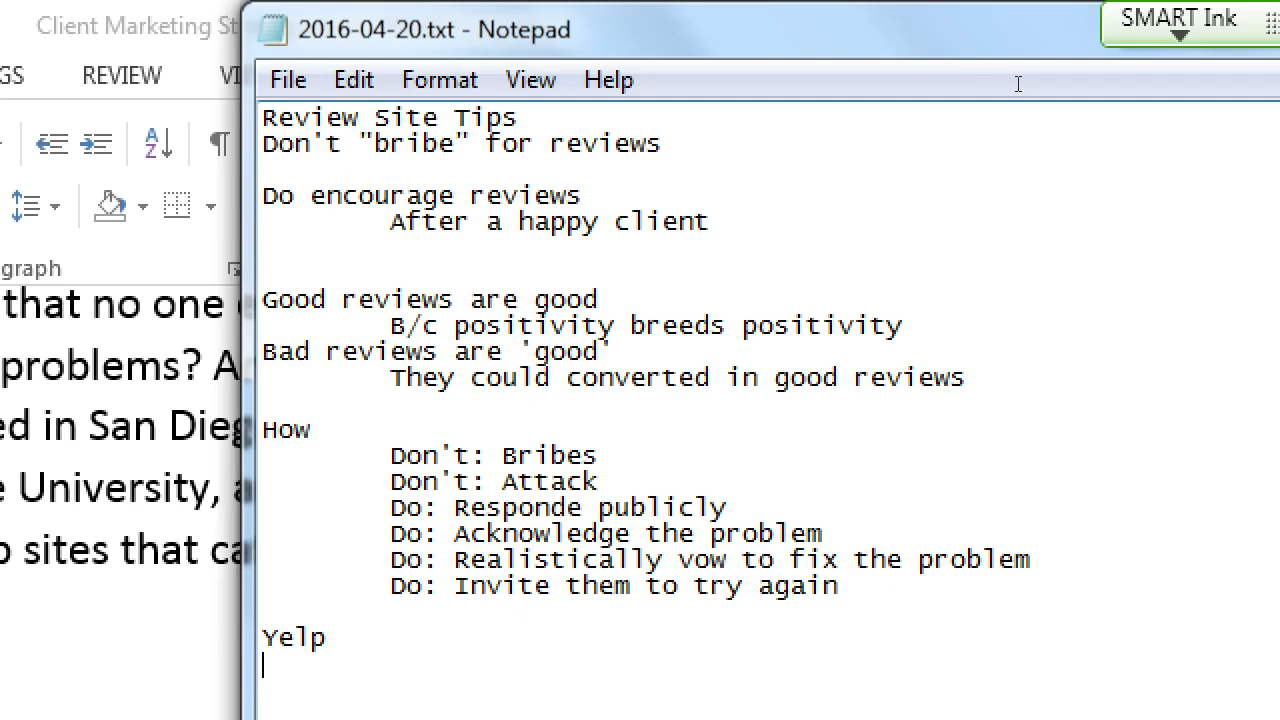 Client Marketing St
2016-04-20.txt - Notepad
SMART Ink
GS REVIEW
File Edit Format View Help
graph
that no one
problems?
ed in San Dieg
University,
sites that ca
Review Site Tips
Don't "bribe" for reviews
Do encourage reviews
After a happy client
Good reviews are good
B/c positivity breeds positivity
Bad reviews are 'good'
They could converted in good reviews
How
Don't: Bribes
Don't: Attack
Do: Responde publicly
Do: Acknowledge the problem
Do: Realistically vow to fix the problem
Do: Invite them to try again
Yelp